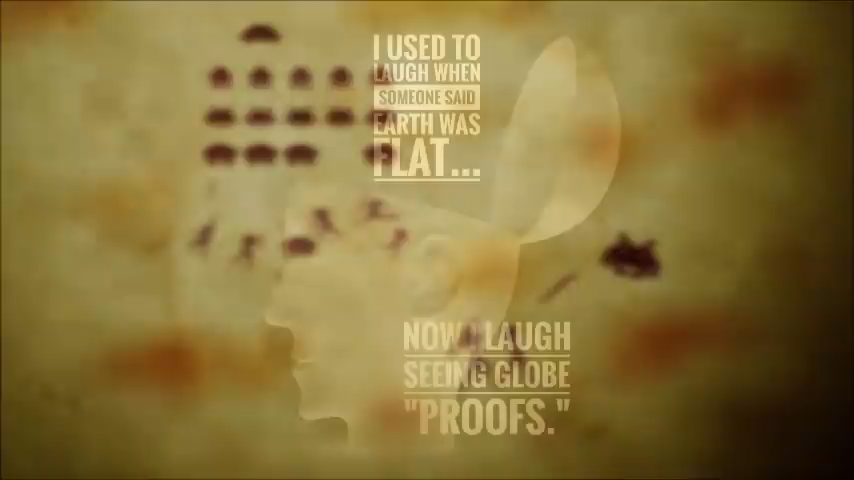 I USED TO
LAUGH WHEN
SOMEONE SAID
EARTH WAS
FLAT...
NOW I LAUGH
SEEING GLOBE
"PROOFS."